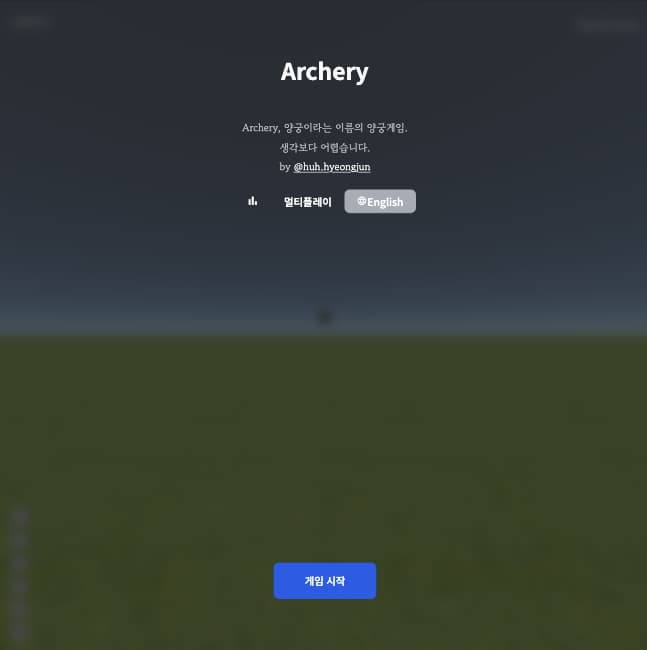 Archery
Archery, 양궁이라는 이름의 양궁게임.
생각보다 어렵습니다.
by @huh.hyeongjun
멀티플레이 English
게임 시작